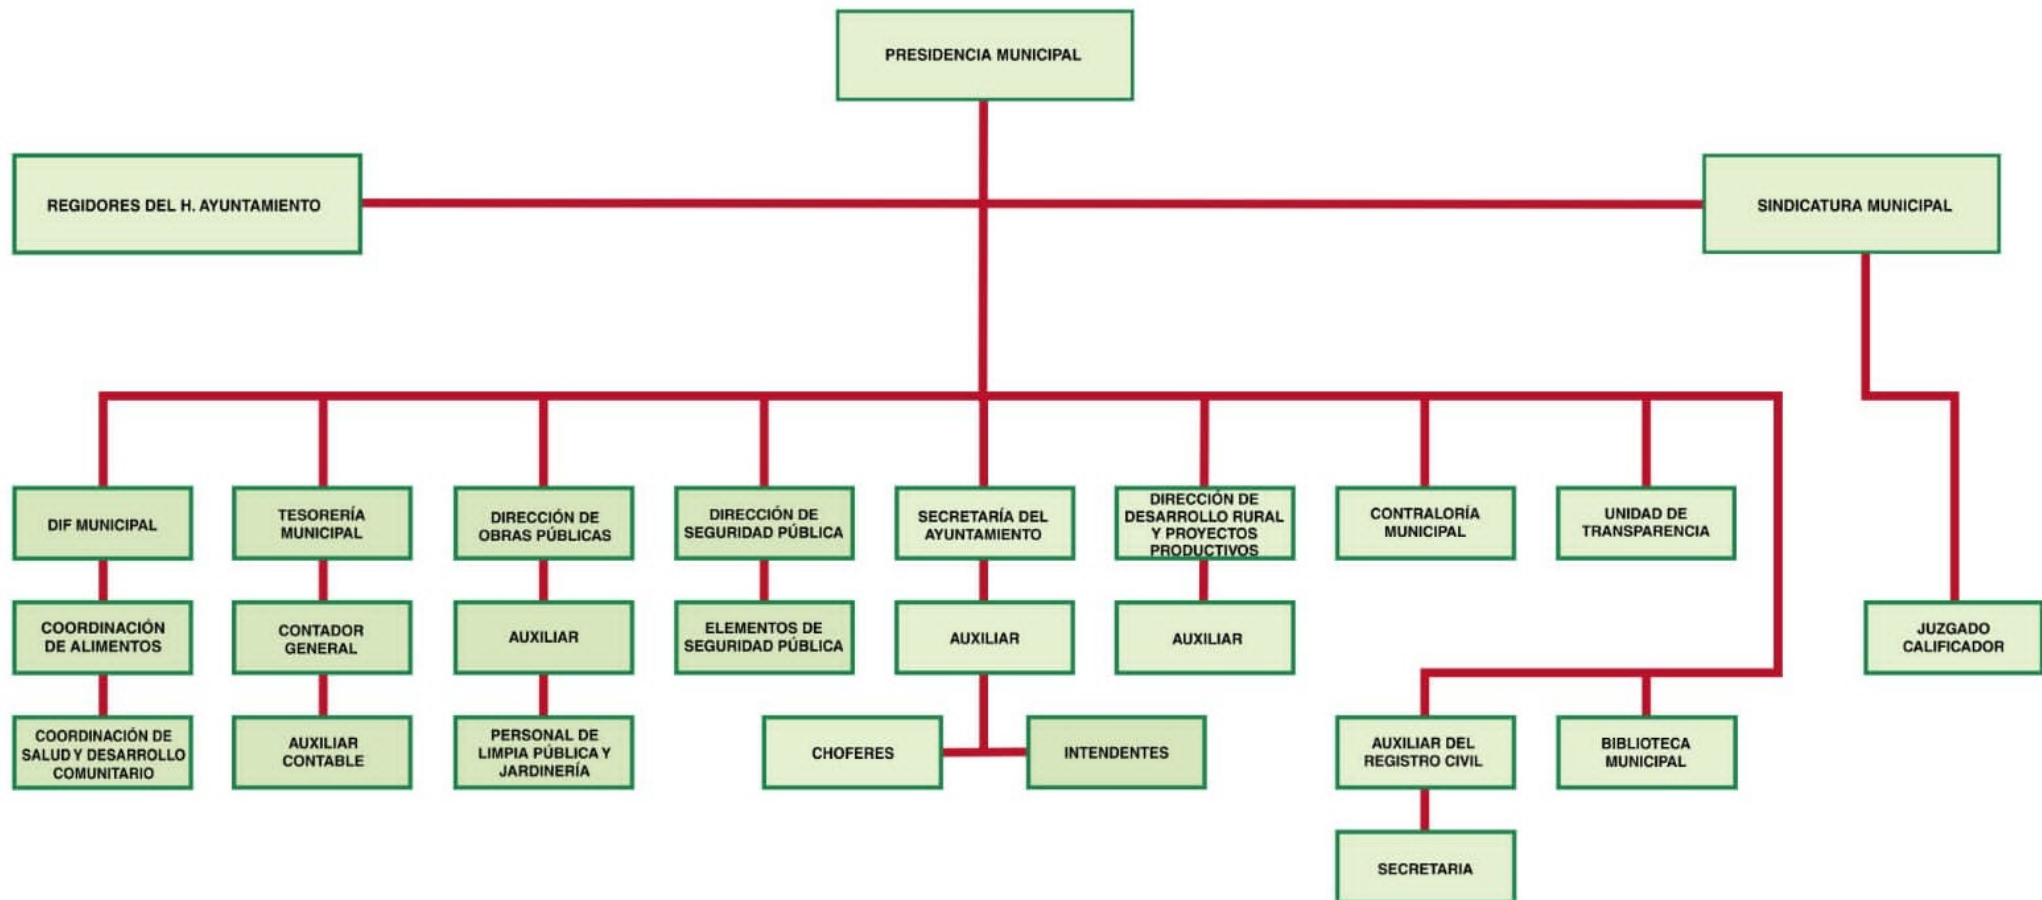 PRESIDENCIA MUNICIPAL
REGIDORES DEL H. AYUNTAMIENTO
SINDICATURA MUNICIPAL
DIF MUNICIPAL
TESORERÍA
MUNICIPAL
DIRECCIÓN DE
OBRAS PÚBLICAS
DIRECCIÓN DE
SEGURIDAD PÚBLICA
SECRETARÍA DEL
AYUNTAMIENTO
DIRECCIÓN DE
DESARROLLO RURAL
Y PROYECTOS
PRODUCTIVOS
CONTRALORÍA
MUNICIPAL
UNIDAD DE
TRANSPARENCIA
COORDINACIÓN
DE ALIMENTOS
CONTADOR
GENERAL
AUXILIAR
ELEMENTOS DE
SEGURIDAD PÚBLICA
AUXILIAR
AUXILIAR
JUZGADO
CALIFICADOR
COORDINACIÓN DE
SALUD Y DESARROLLO
COMUNITARIO
AUXILIAR
CONTABLE
PERSONAL DE
LIMPIA PÚBLICA Y
JARDINERÍA
CHOFERES
INTENDENTES
AUXILIAR DEL
REGISTRO CIVIL
BIBLIOTECA
MUNICIPAL
SECRETARIA